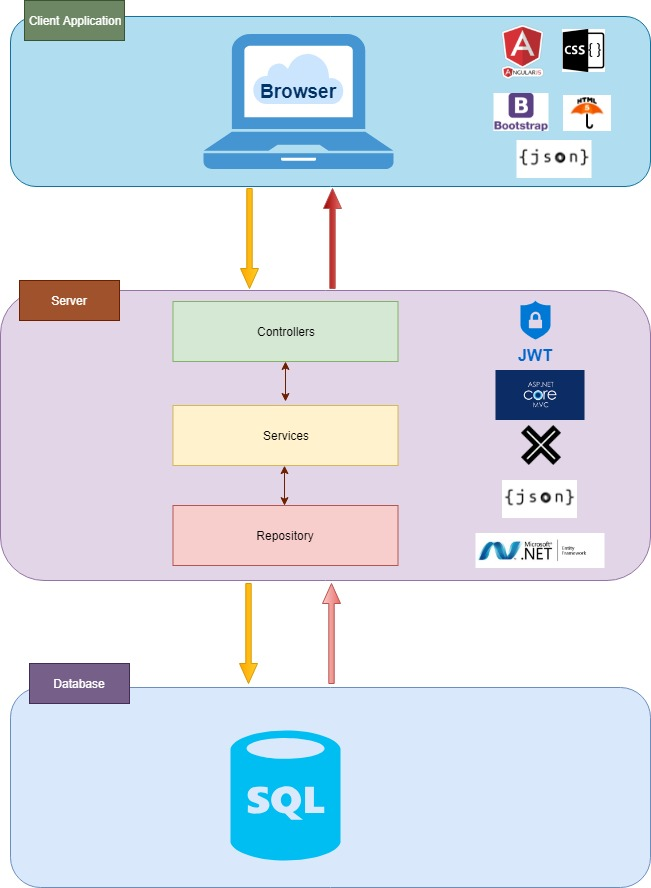 Client Application
Browser
ANGULARJS
CSS {}
B
Bootstrap
HTML
{json}
Server
Controllers
JWT
ASP.NET
core
MVC
Services
{json}
Repository
Microsoft®
.NET
Entity
Framework
Database
SQL